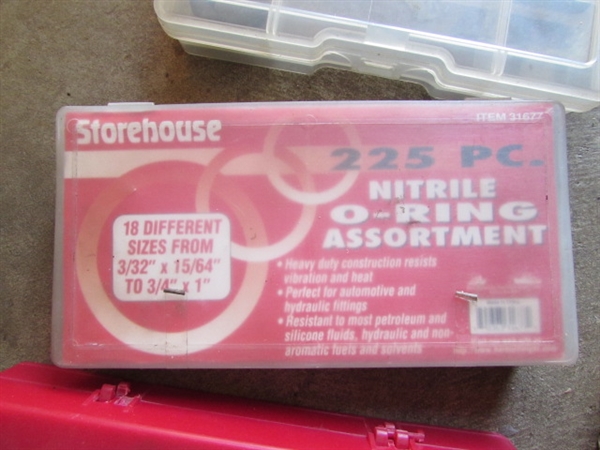 Storehouse
ITEM 31677
225 PC.
NITRILE
O-RING
ASSORTMENT
18 DIFFERENT
SIZES FROM
3/32" x 15/64"
TO 3/4" x 1"
• Heavy duty construction resists
vibration and heat
• Perfect for automotive and
hydraulic fittings
• Resistant to most petroleum and
silicone fluids, hydraulic and non-
aromatic fuels and solvents